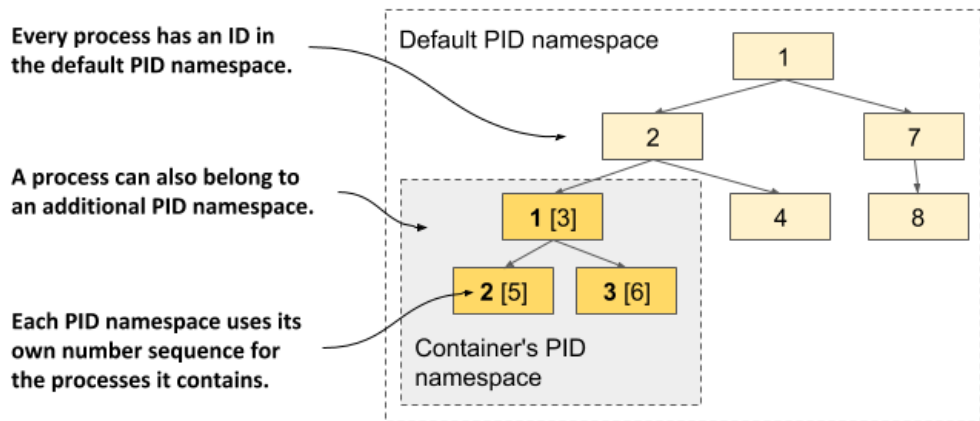 Every process has an ID in
the default PID namespace.
A process can also belong to
an additional PID namespace.
Each PID namespace uses its
own number sequence for
the processes it contains.
Default PID namespace
1
2
7
1 [3]
4
8
2 [5]
3 [6]
Container's PID
namespace